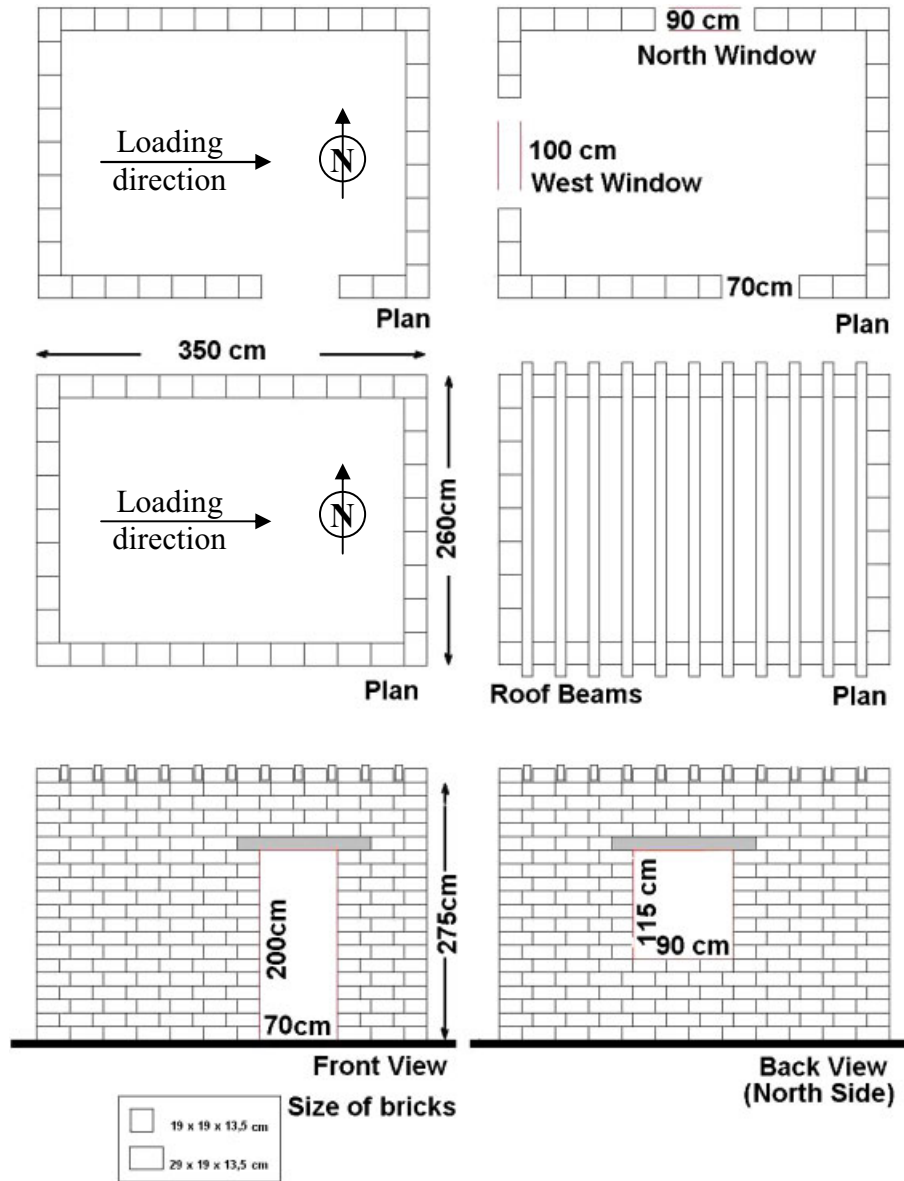 90 cm
North Window
Loading
direction
N
100 cm
West Window
70cm
Plan
Plan
350 cm
Loading
direction
N
260cm
Plan
Roof Beams
Plan
200cm
70cm
275cm
115 cm
90 cm
Front View
Back View
(North Side)
Size of bricks
19 x 19 x 13,5 cm
29 x 19 x 13,5 cm